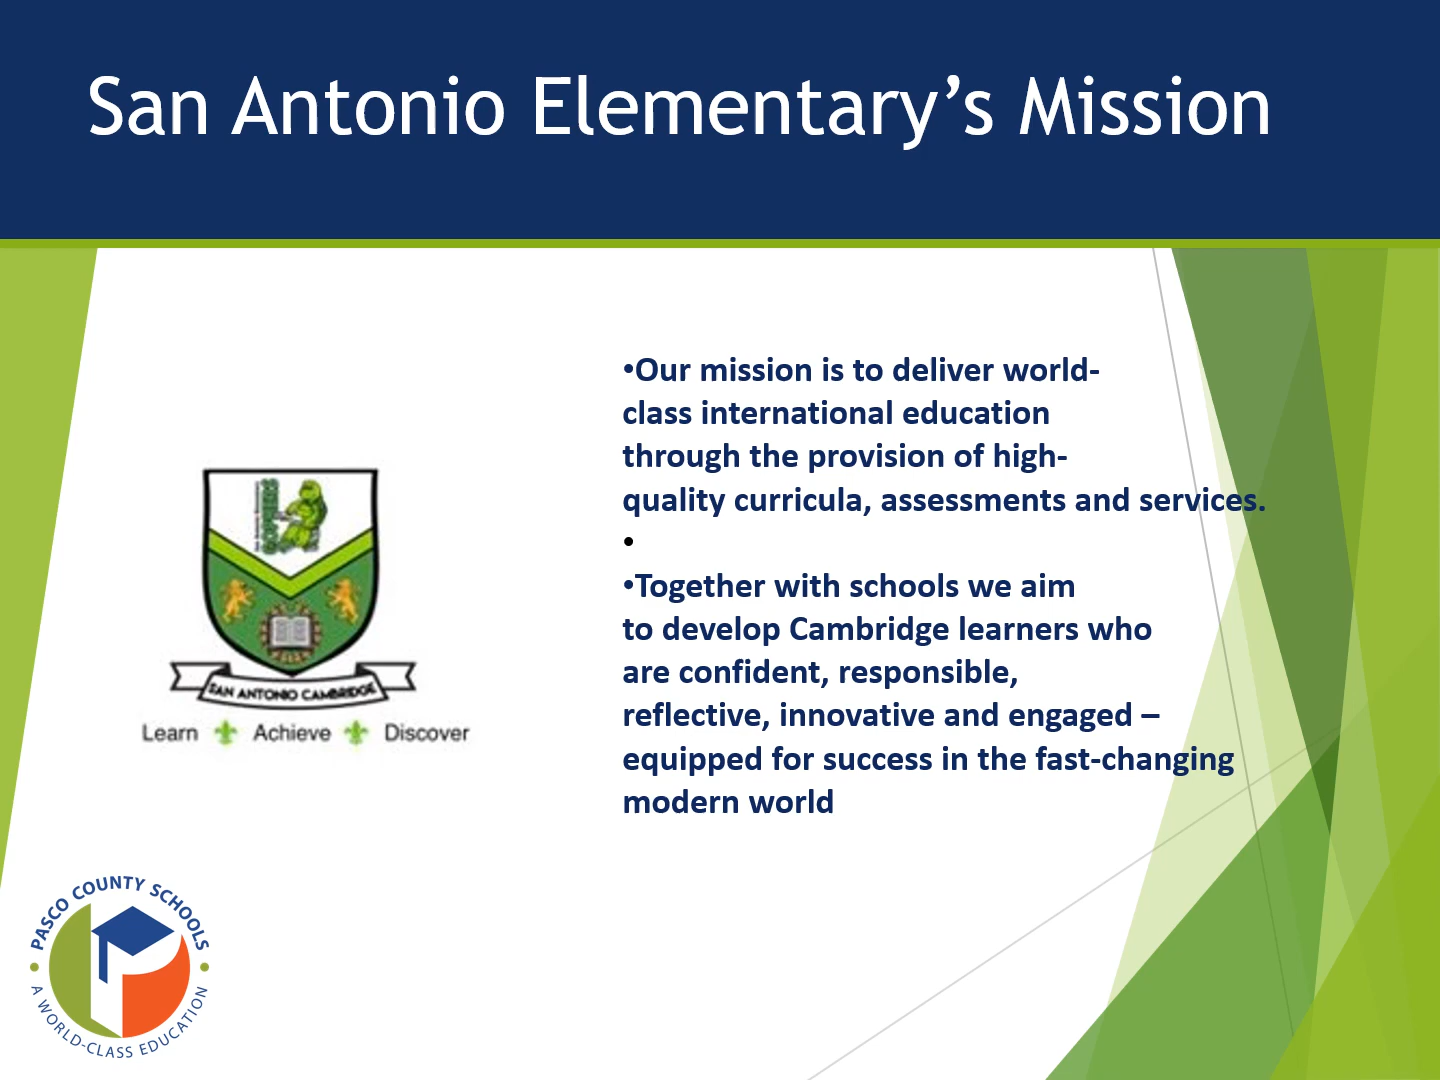 San Antonio Elementary’s Mission
•Our mission is to deliver world-
class international education
through the provision of high-
quality curricula, assessments and services.
•
•Together with schools we aim
to develop Cambridge learners who
are confident, responsible,
reflective, innovative and engaged –
equipped for success in the fast-changing
modern world
GOPHERS
SAN ANTONIO CAMBRIDGE
Learn Achieve Discover
PASCO COUNTY SCHOOLS
A WORLD-CLASS EDUCATION